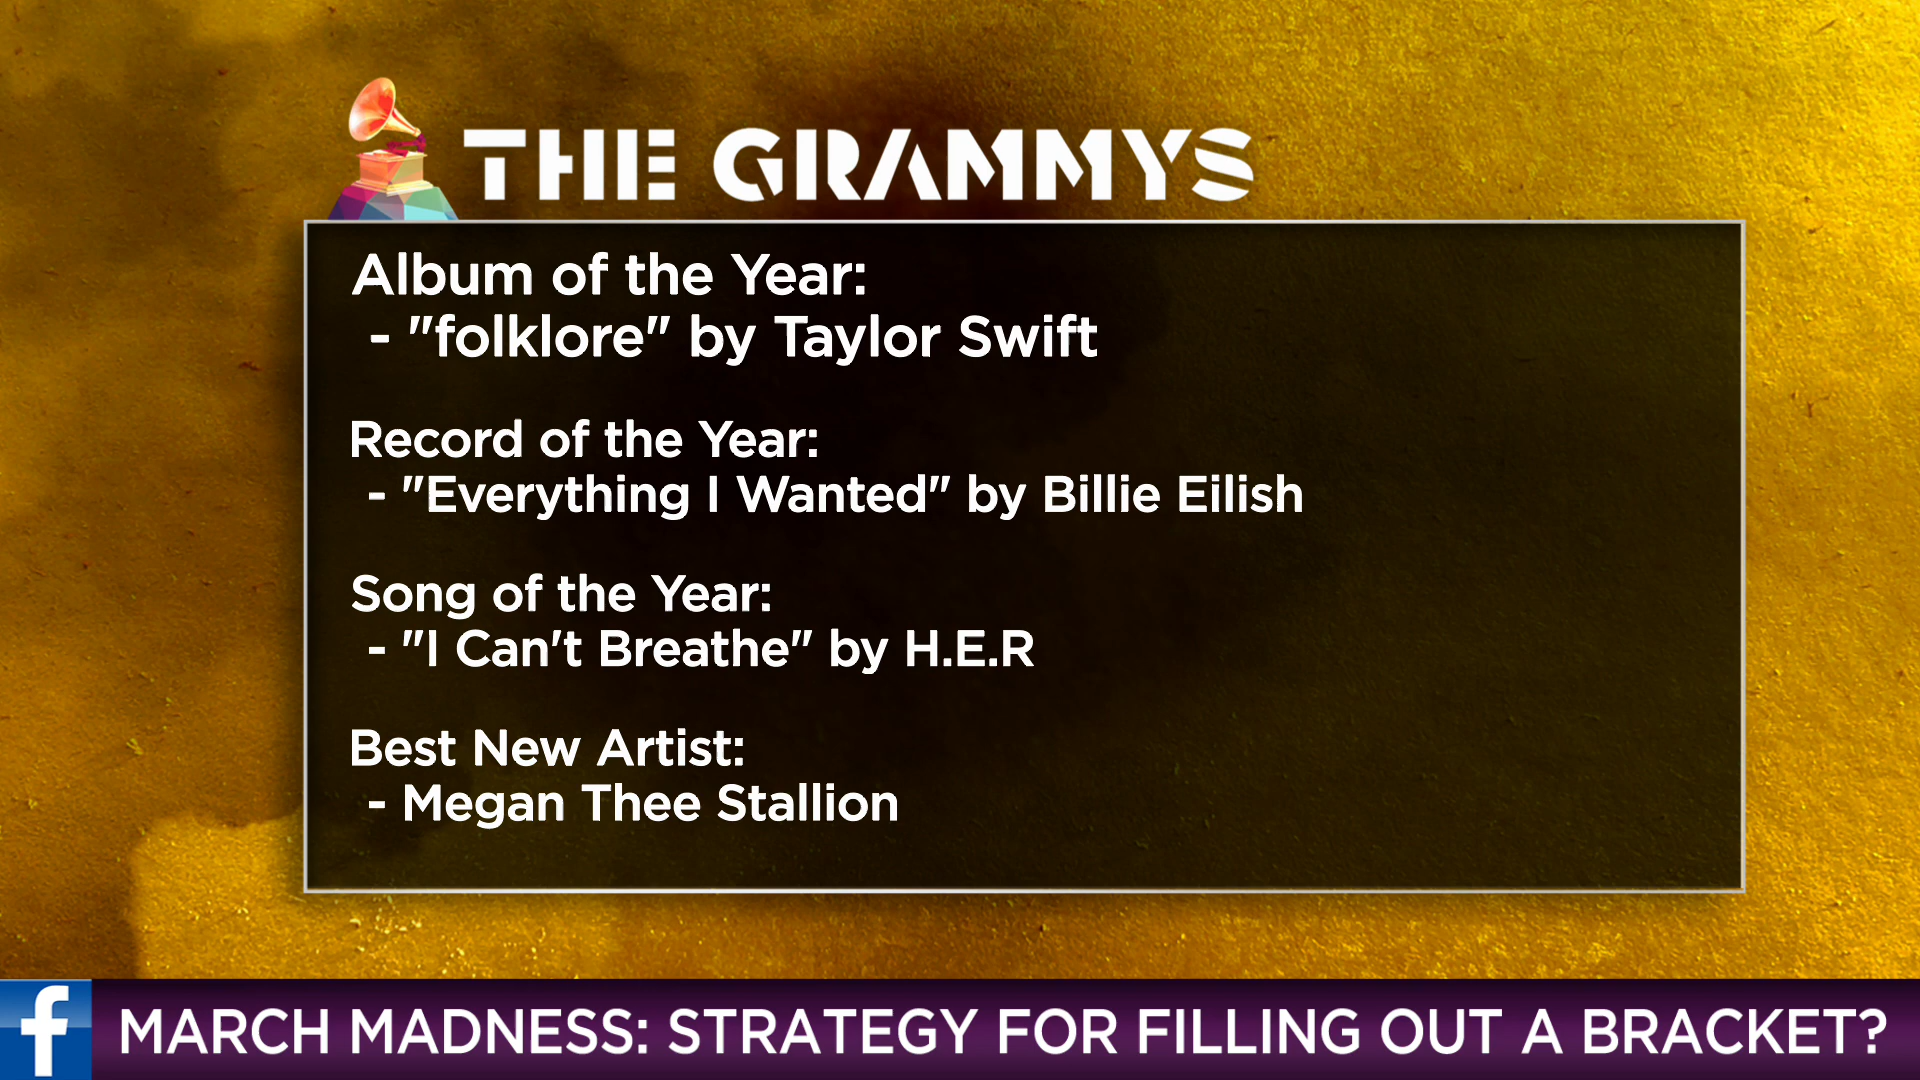 THE GRAMMYS
Album of the Year:
- "folklore" by Taylor Swift
Record of the Year:
- "Everything I Wanted" by Billie Eilish
Song of the Year:
- "I Can't Breathe" by H.E.R
Best New Artist:
- Megan Thee Stallion
f MARCH MADNESS: STRATEGY FOR FILLING OUT A BRACKET?